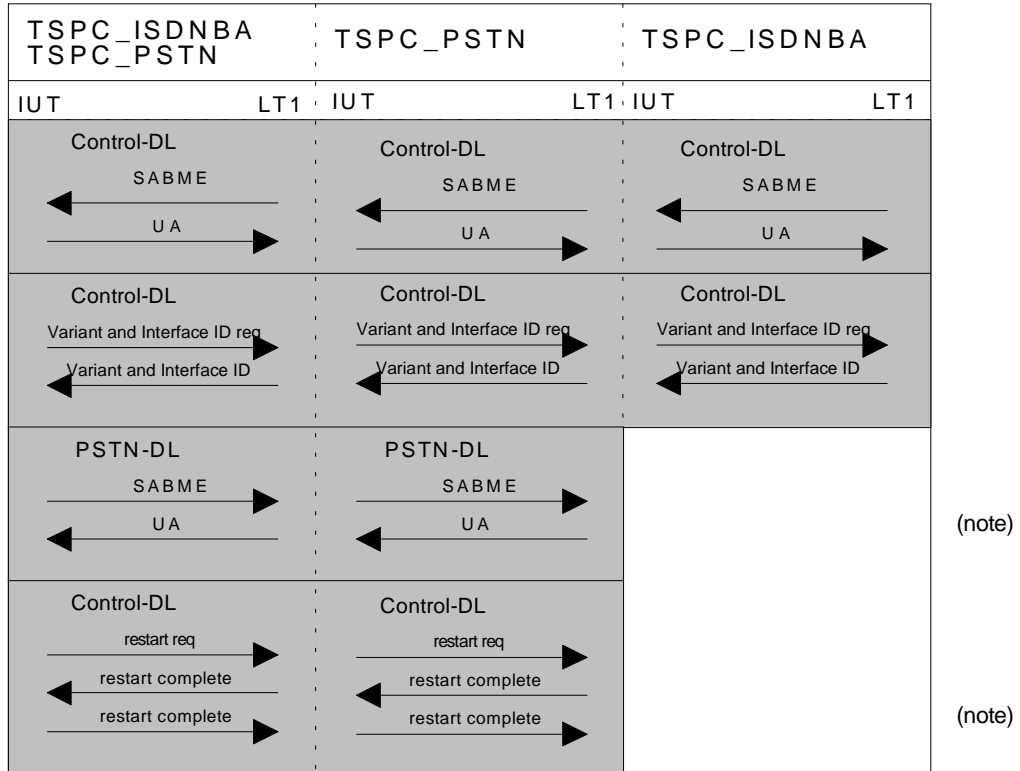 TSPC_ISDNBA
TSPC_PSTN
TSPC_PSTN
TSPC_ISDNBA
IUT LT1 IUT LT1 IUT LT1
Control-DL Control-DL Control-DL
SABME SABME SABME
UA UA UA
Control-DL Control-DL Control-DL
Variant and Interface ID req Variant and Interface ID req Variant and Interface ID req
Variant and Interface ID Variant and Interface ID Variant and Interface ID
PSTN-DL PSTN-DL
SABME SABME
UA UA (note)
Control-DL Control-DL
restart req restart req
restart complete restart complete
restart complete restart complete (note)